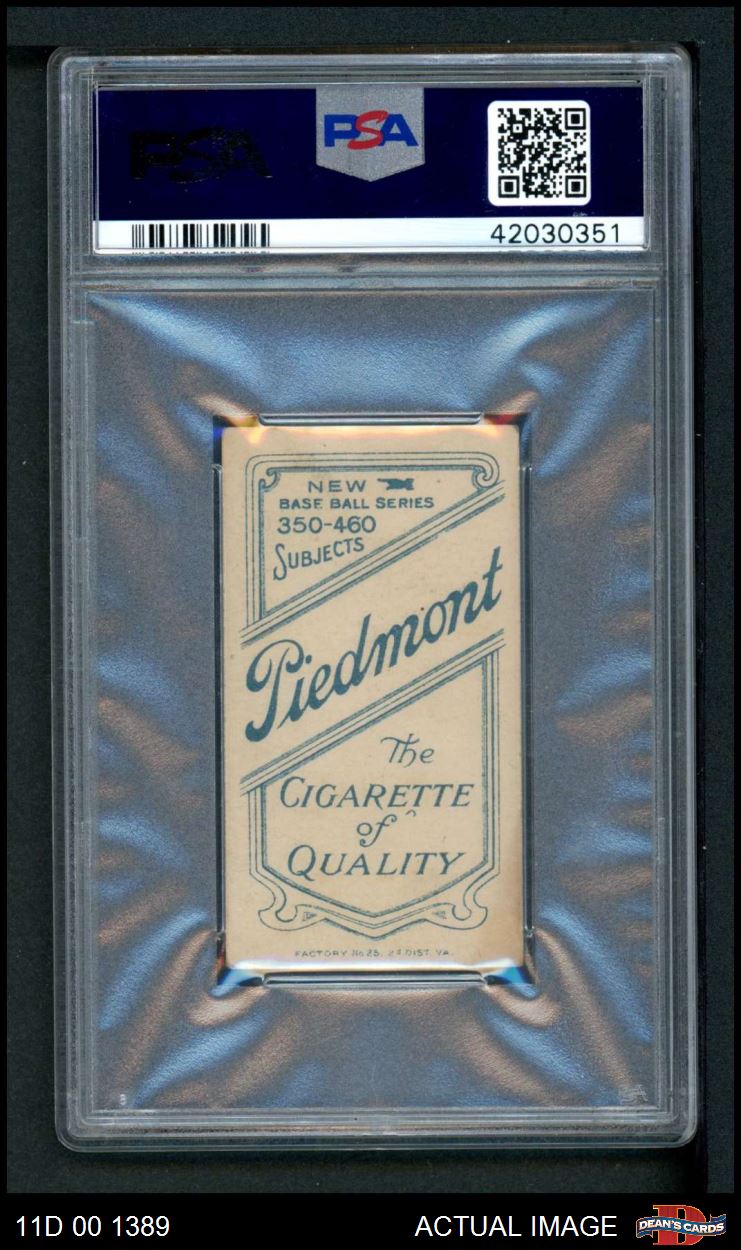 PSA
PSA
42030351
NEW
BASE BALL SERIES
350-460
SUBJECTS
Piedmont
The
CIGARETTE
of
QUALITY
FACTORY No 25, 2d DIST. VA.
11D 00 1389
ACTUAL IMAGE
DEAN'S CARDS